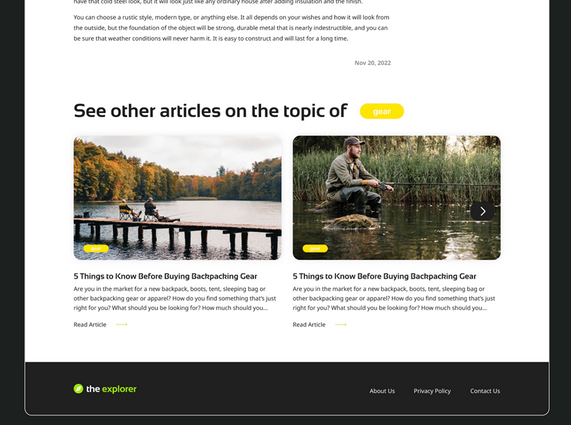 have that cold steel look, but it will look just like any ordinary house after adding insulation and the finish.
You can choose a rustic style, modern type, or anything else. It all depends on your wishes and how it will look from
the outside, but the foundation of the object will be strong, durable metal that is nearly indestructible, and you can
be sure that weather conditions will never harm it. It is easy to construct and will last for a long time.
Nov 20, 2022
See other articles on the topic of gear
gear
gear
5 Things to Know Before Buying Backpacking Gear
Are you in the market for a new backpack, boots, tent, sleeping bag or
other backpacking gear or apparel? How do you find something that's just
right for you? What should you be looking for? How much should you...
Read Article
5 Things to Know Before Buying Backpacking Gear
Are you in the market for a new backpack, boots, tent, sleeping bag or
other backpacking gear or apparel? How do you find something that's just
right for you? What should you be looking for? How much should you...
Read Article
the explorer
About Us Privacy Policy Contact Us